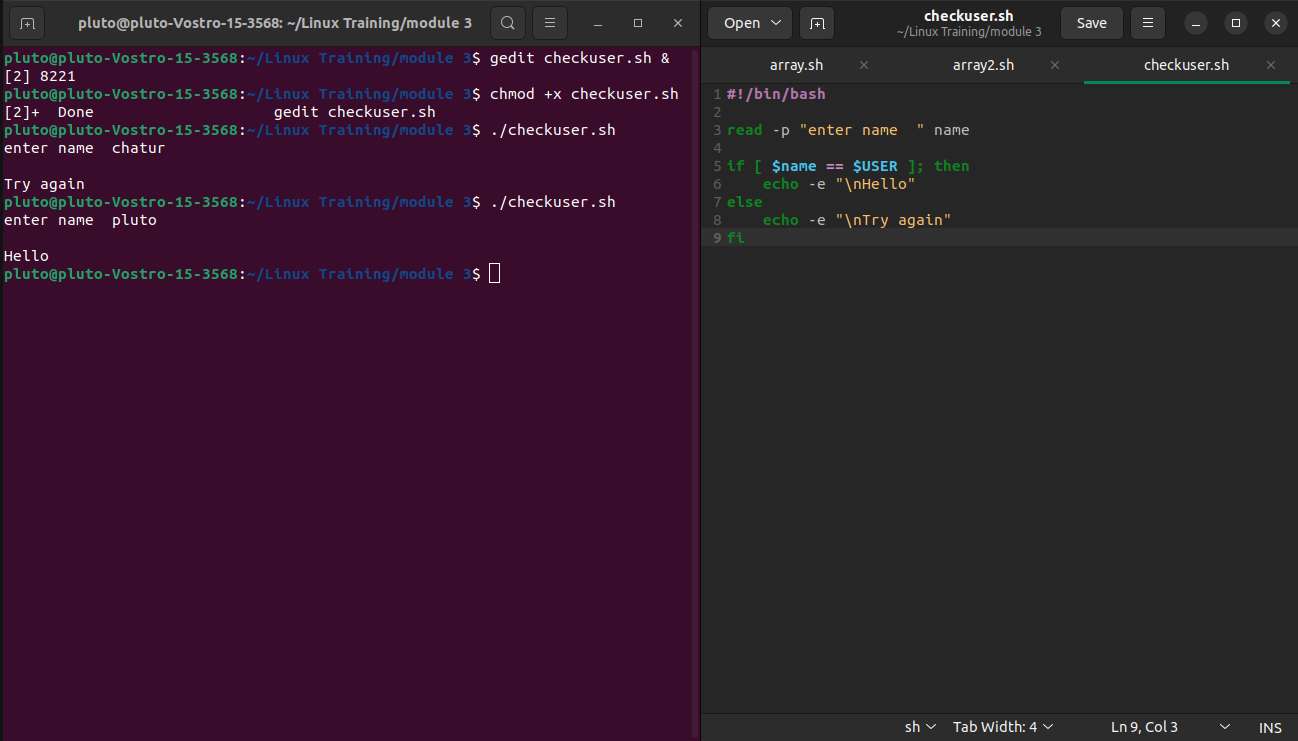 pluto@pluto-Vostro-15-3568: ~/Linux Training/module 3
pluto@pluto-Vostro-15-3568:~/Linux Training/module 3$ gedit checkuser.sh &
[2] 8221
pluto@pluto-Vostro-15-3568:~/Linux Training/module 3$ chmod +x checkuser.sh
[2]+  Done                    gedit checkuser.sh
pluto@pluto-Vostro-15-3568:~/Linux Training/module 3$ ./checkuser.sh
enter name  chatur
Try again
pluto@pluto-Vostro-15-3568:~/Linux Training/module 3$ ./checkuser.sh
enter name  pluto
Hello
pluto@pluto-Vostro-15-3568:~/Linux Training/module 3$
Open
checkuser.sh
~/Linux Training/module 3
Save
array.sh
array2.sh
checkuser.sh
1 #!/bin/bash
2
3 read -p "enter name  " name
4
5 if [ $name == $USER ]; then
6     echo -e "\nHello"
7 else
8     echo -e "\nTry again"
9 fi
sh
Tab Width: 4
Ln 9, Col 3
INS